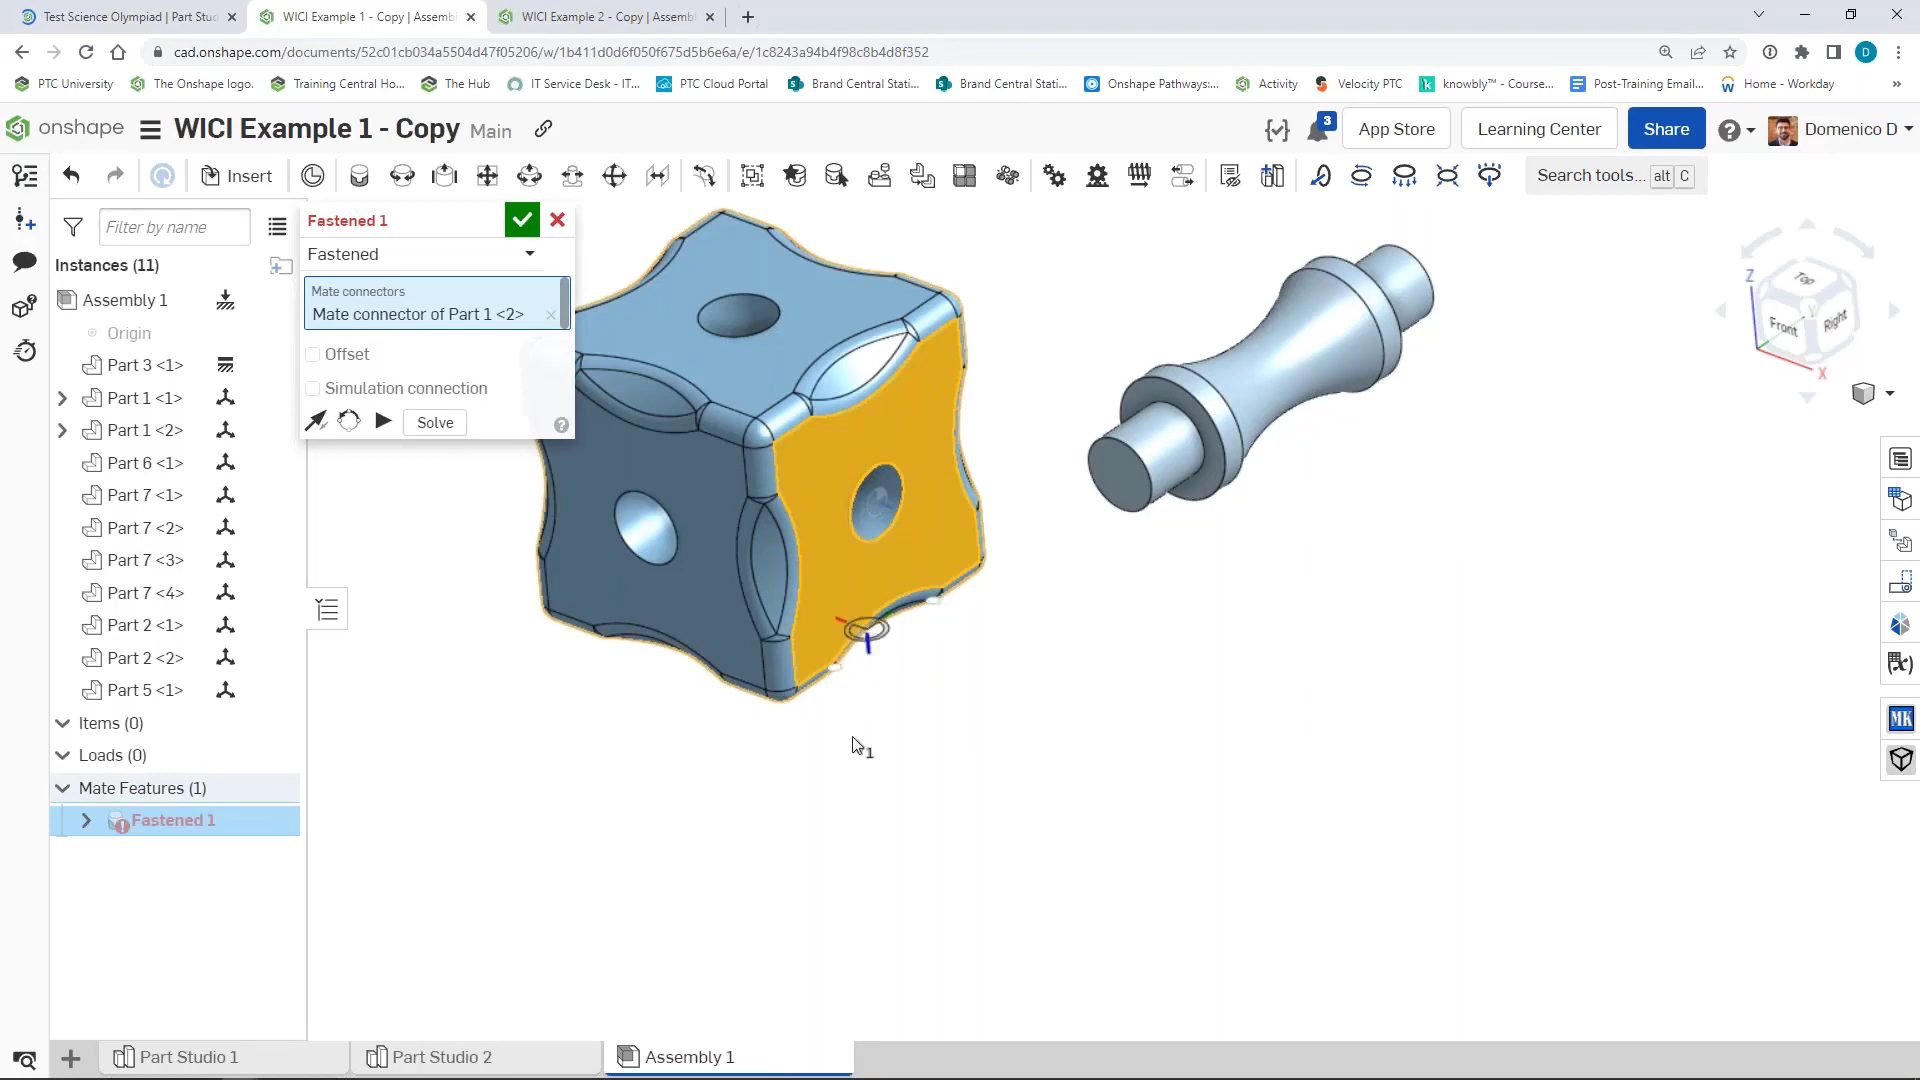 Test Science Olympiad | Part Stud
WICI Example 1 - Copy | Assembl
WICI Example 2 - Copy | Assembl
cad.onshape.com/documents/52c01cb034a5504d47f05206/w/1b411d0d6f050f675d5b6e6a/e/1c8243a94b4f98c8b4d8f352
D
PTC University
The Onshape logo.
Training Central Ho...
The Hub
IT Service Desk - IT...
PTC Cloud Portal
Brand Central Stati...
Brand Central Stati...
Onshape Pathways:...
Activity
Velocity PTC
knowbly™ - Course...
Post-Training Email...
Home - Workday
»
onshape
WICI Example 1 - Copy
Main
3
App Store
Learning Center
Share
Domenico D
Insert
Search tools...
alt C
Filter by name
Instances (11)
Assembly 1
Origin
Part 3 <1>
Part 1 <1>
Part 1 <2>
Part 6 <1>
Part 7 <1>
Part 7 <2>
Part 7 <3>
Part 7 <4>
Part 2 <1>
Part 2 <2>
Part 5 <1>
Items (0)
Loads (0)
Mate Features (1)
Fastened 1
Fastened 1
Fastened
Mate connectors
Mate connector of Part 1 <2>
Offset
Simulation connection
Solve
1
Z
Top
Y
Front
Right
X
MK
Part Studio 1
Part Studio 2
Assembly 1